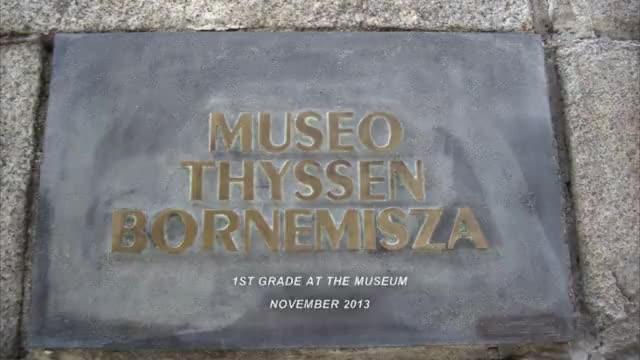 MUSEO
THYSSEN
BORNEMISZA
1ST GRADE AT THE MUSEUM
NOVEMBER 2013